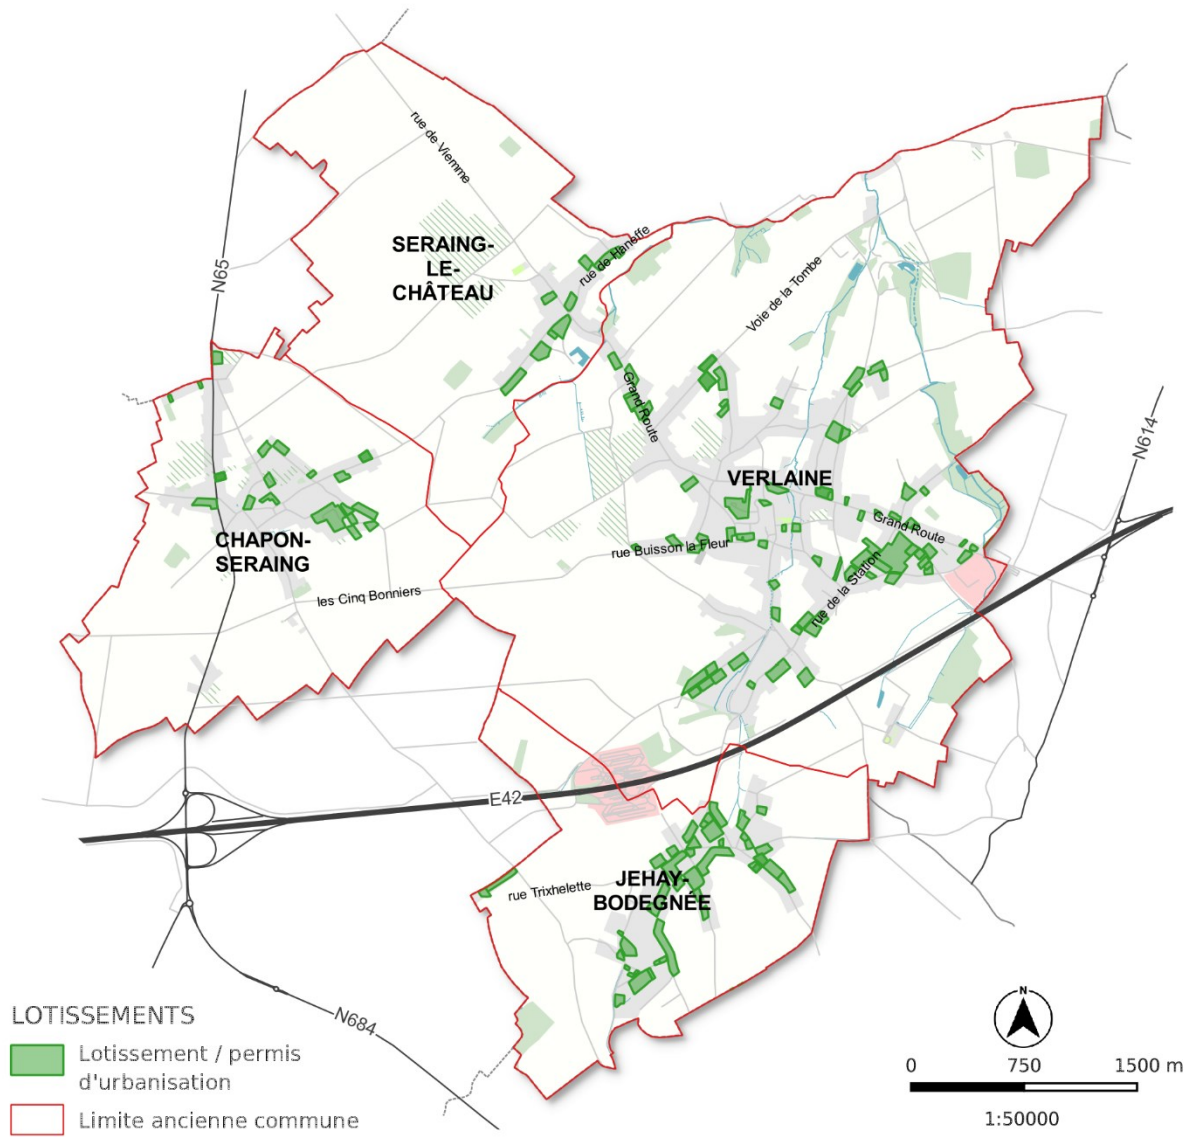 rue de Viemme
N65
SERAING-
LE-
CHÂTEAU
rue de Haneffe
Voie de la Tombe
Grand Route
N614
VERLAINE
Grand Route
CHAPON-
SERAING
rue Buisson la Fleur
rue de la Station
les Cinq Bonniers
E42
rue Trixhelette
JEHAY-
BODEGNÉE
N684
LOTISSEMENTS
Lotissement / permis
d'urbanisation
Limite ancienne commune
N
0 750 1500 m
1:50000